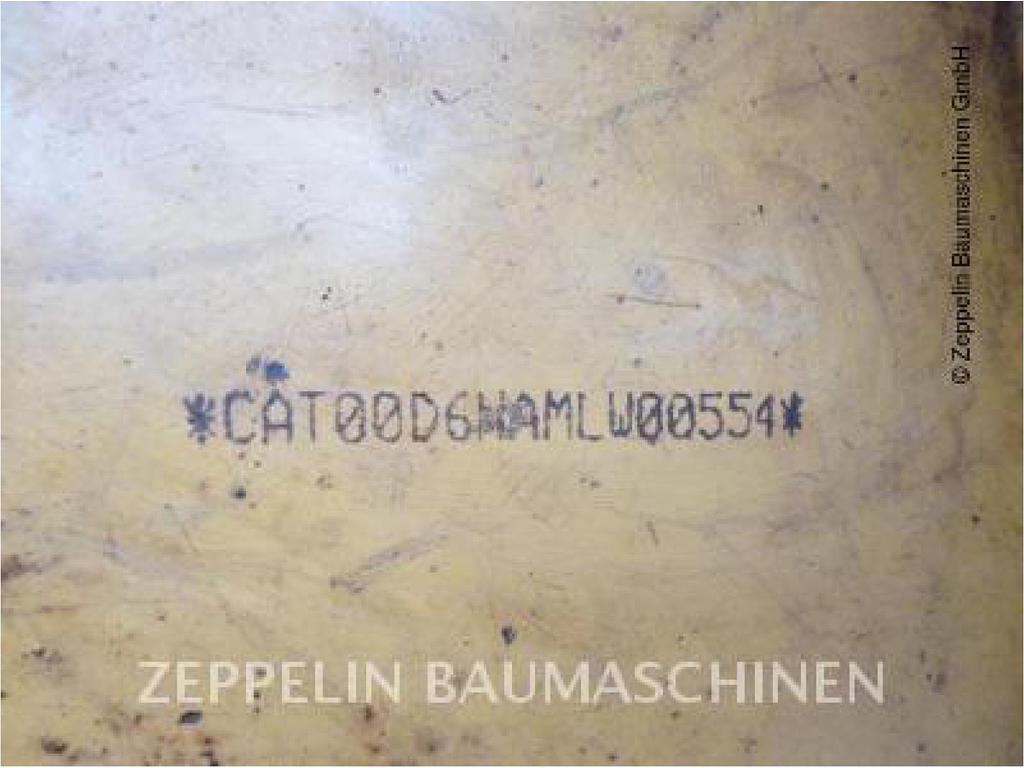 *CAT00D6NAMLW00554*
ZEPPELIN BAUMASCHINEN
© Zeppelin Baumaschinen GmbH